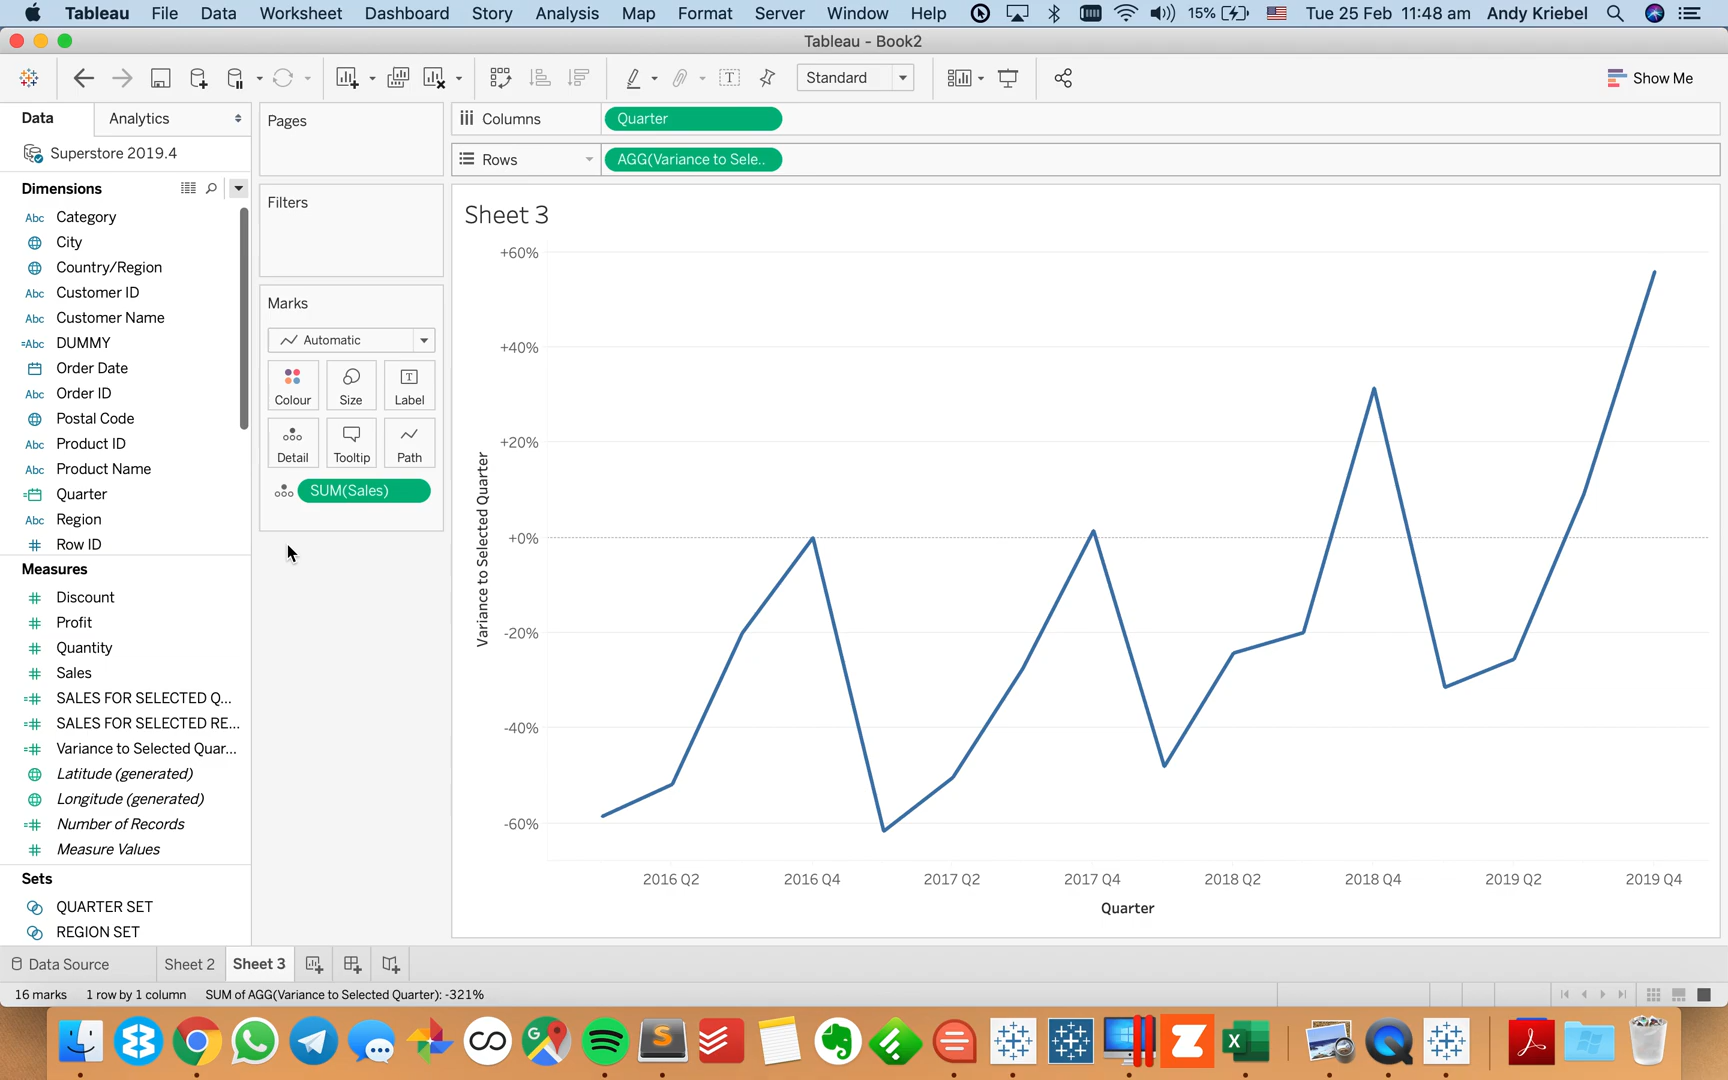 Tableau File Data Worksheet Dashboard Story Analysis Map Format Server Window Help 15% Tue 25 Feb 11:48 am Andy Kriebel
Tableau - Book2
Standard
Show Me
Data Analytics
Superstore 2019.4
Dimensions
Abc Category
City
Country/Region
Abc Customer ID
Abc Customer Name
=Abc DUMMY
Order Date
Abc Order ID
Postal Code
Abc Product ID
Abc Product Name
Quarter
Abc Region
# Row ID
Measures
# Discount
# Profit
# Quantity
# Sales
=# SALES FOR SELECTED Q...
=# SALES FOR SELECTED RE...
=# Variance to Selected Quar...
Latitude (generated)
Longitude (generated)
=# Number of Records
# Measure Values
Sets
QUARTER SET
REGION SET
Pages
Filters
Marks
Automatic
Colour Size Label
Detail Tooltip Path
SUM(Sales)
Columns Quarter
Rows AGG(Variance to Sele..
Sheet 3
+60%
+40%
+20%
+0%
-20%
-40%
-60%
Variance to Selected Quarter
2016 Q2 2016 Q4 2017 Q2 2017 Q4 2018 Q2 2018 Q4 2019 Q2 2019 Q4
Quarter
Data Source Sheet 2 Sheet 3
16 marks 1 row by 1 column SUM of AGG(Variance to Selected Quarter): -321%